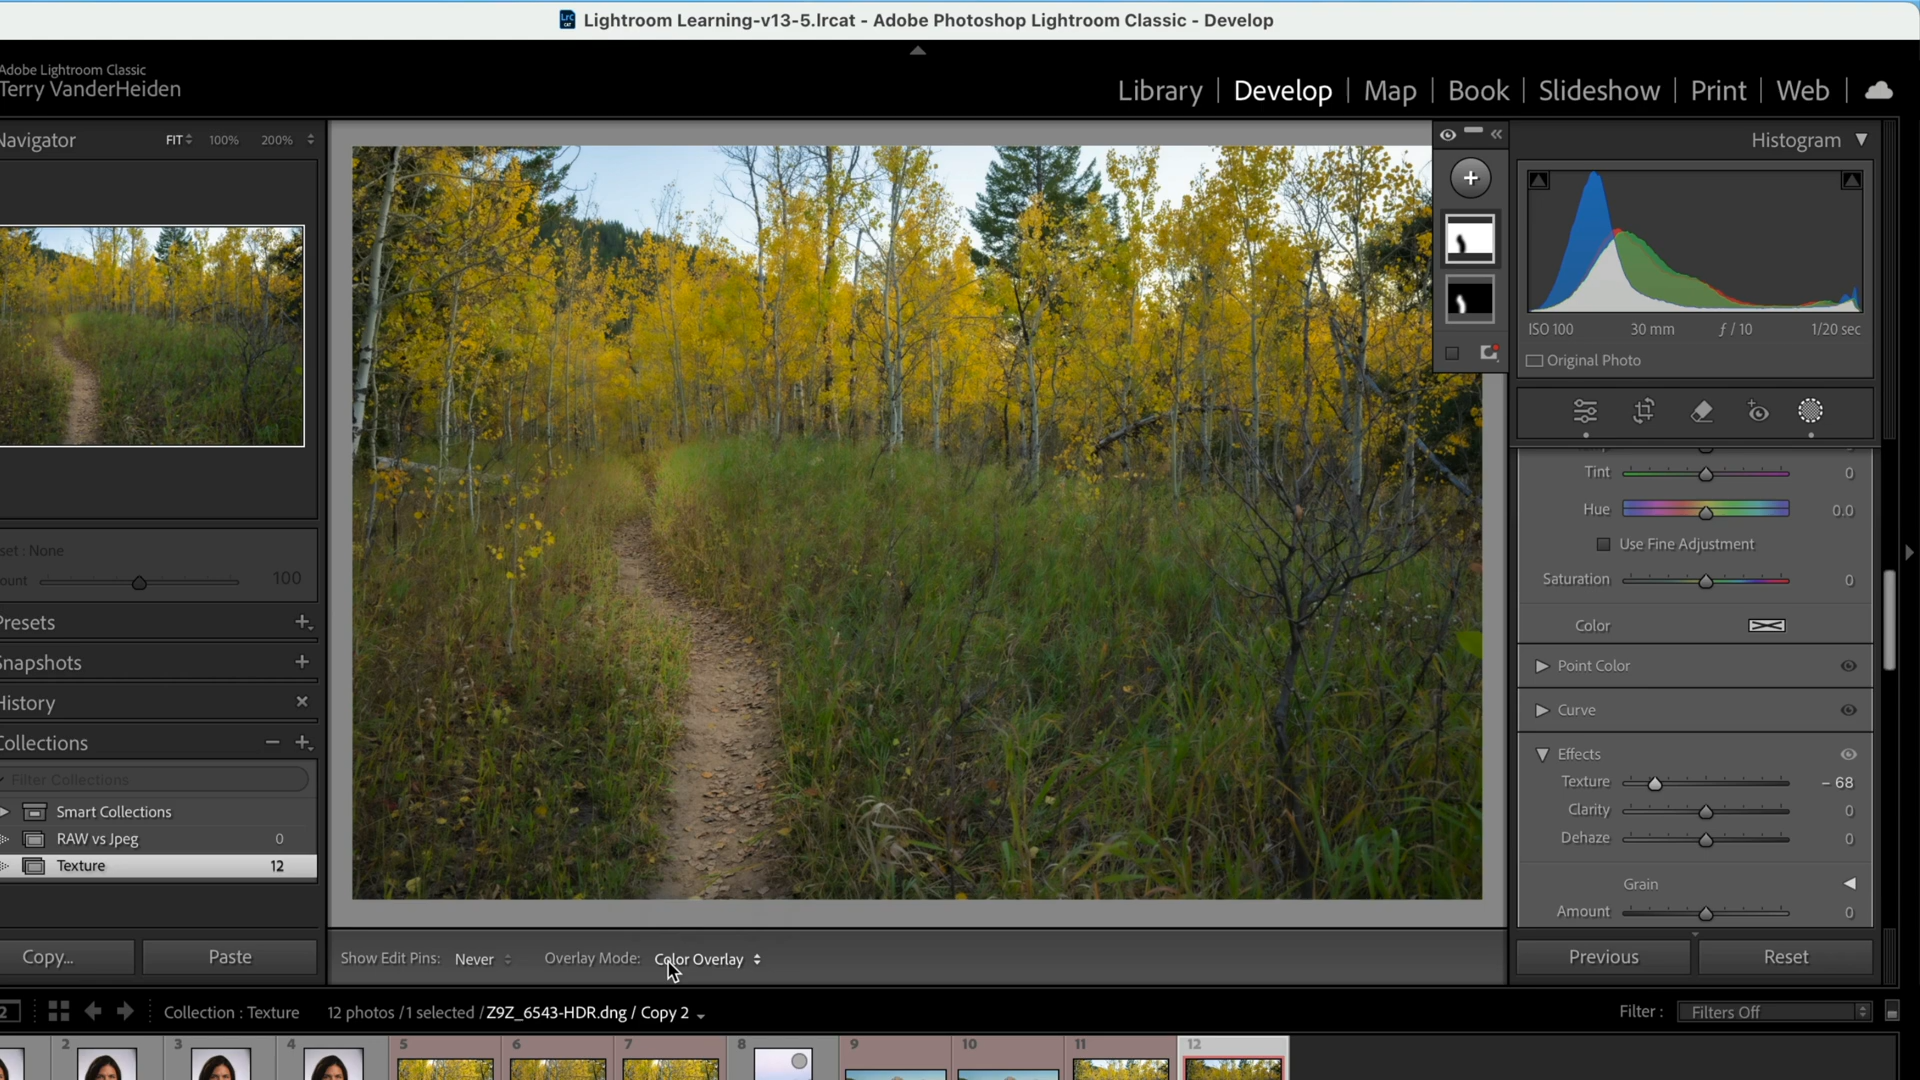 Lightroom Learning-v13-5.lrcat - Adobe Photoshop Lightroom Classic - Develop
Adobe Lightroom Classic
Terry VanderHeiden
Library | Develop | Map | Book | Slideshow | Print | Web
Navigator FIT 100% 200%
Histogram
ISO 100 30 mm ƒ / 10 1/20 sec
Original Photo
Tint 0
Hue 0.0
Use Fine Adjustment
Saturation 0
Color
Point Color
Curve
Effects
Texture – 68
Clarity 0
Dehaze 0
Grain
Amount 0
Previous Reset
set : None
ount 100
Presets
Snapshots
History
Collections
Filter Collections
Smart Collections
RAW vs Jpeg 0
Texture 12
Copy... Paste
Show Edit Pins: Never Overlay Mode: Color Overlay
2 Collection : Texture 12 photos / 1 selected / Z9Z_6543-HDR.dng / Copy 2
Filter : Filters Off
2 3 4 5 6 7 8 9 10 11 12